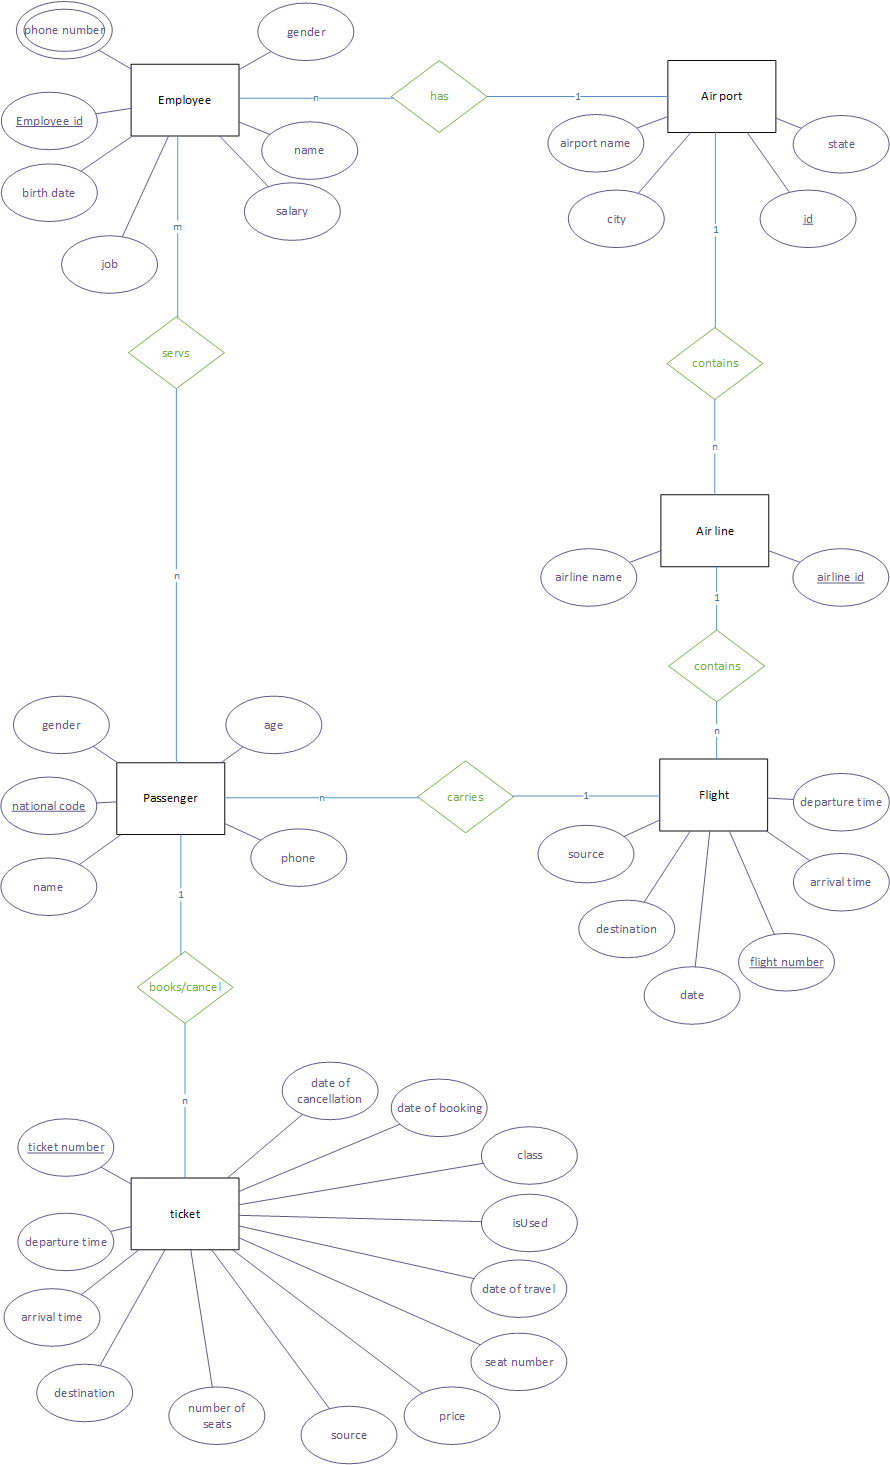 phone number
gender
Employee
n
has
1
Air port
Employee id
name
airport name
state
birth date
salary
city
id
m
1
job
servs
contains
n
Air line
airline name
airline id
n
1
contains
gender
age
n
Passenger
n
carries
1
Flight
departure time
national code
source
phone
name
arrival time
1
destination
flight number
books/cancel
date
date of
cancellation
n
date of booking
ticket number
class
ticket
isUsed
departure time
date of travel
arrival time
seat number
destination
number of
seats
price
source